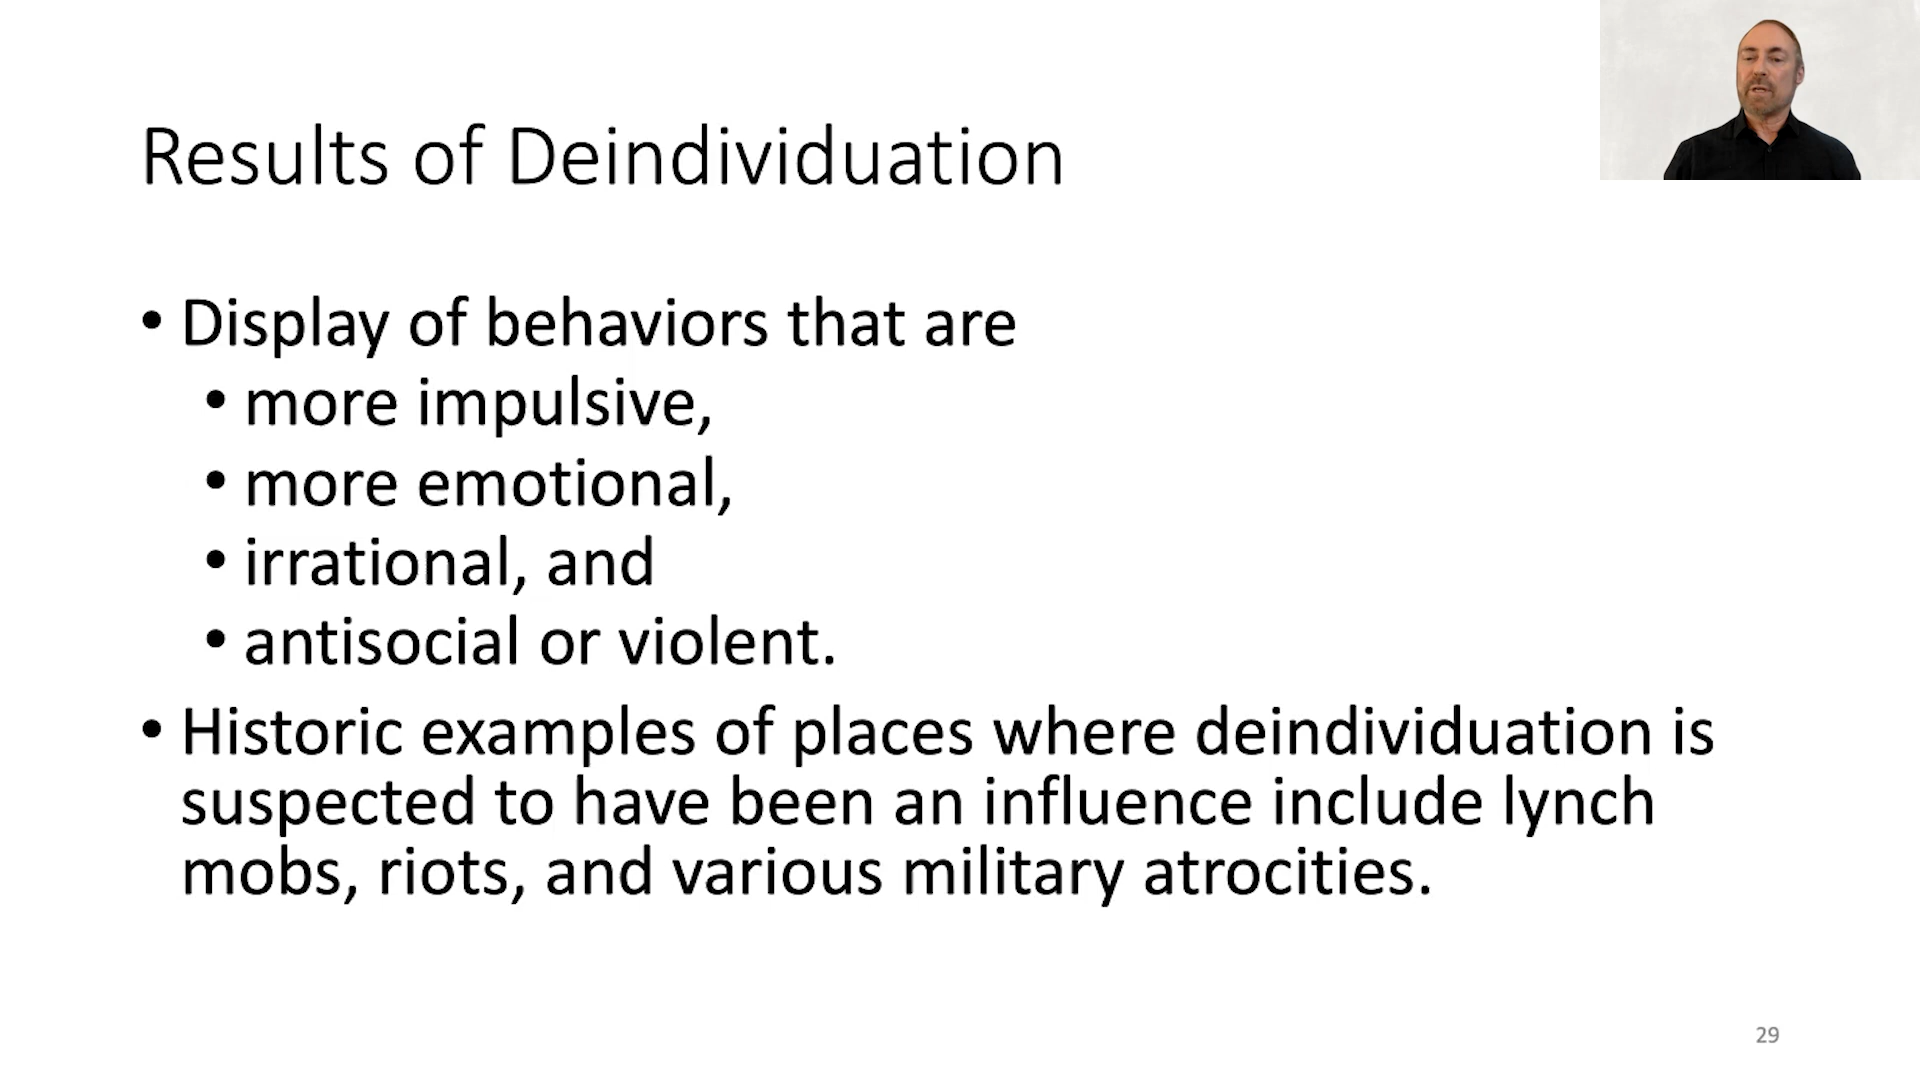 Results of Deindividuation
• Display of behaviors that are
• more impulsive,
• more emotional,
• irrational, and
• antisocial or violent.
• Historic examples of places where deindividuation is
suspected to have been an influence include lynch
mobs, riots, and various military atrocities.
29